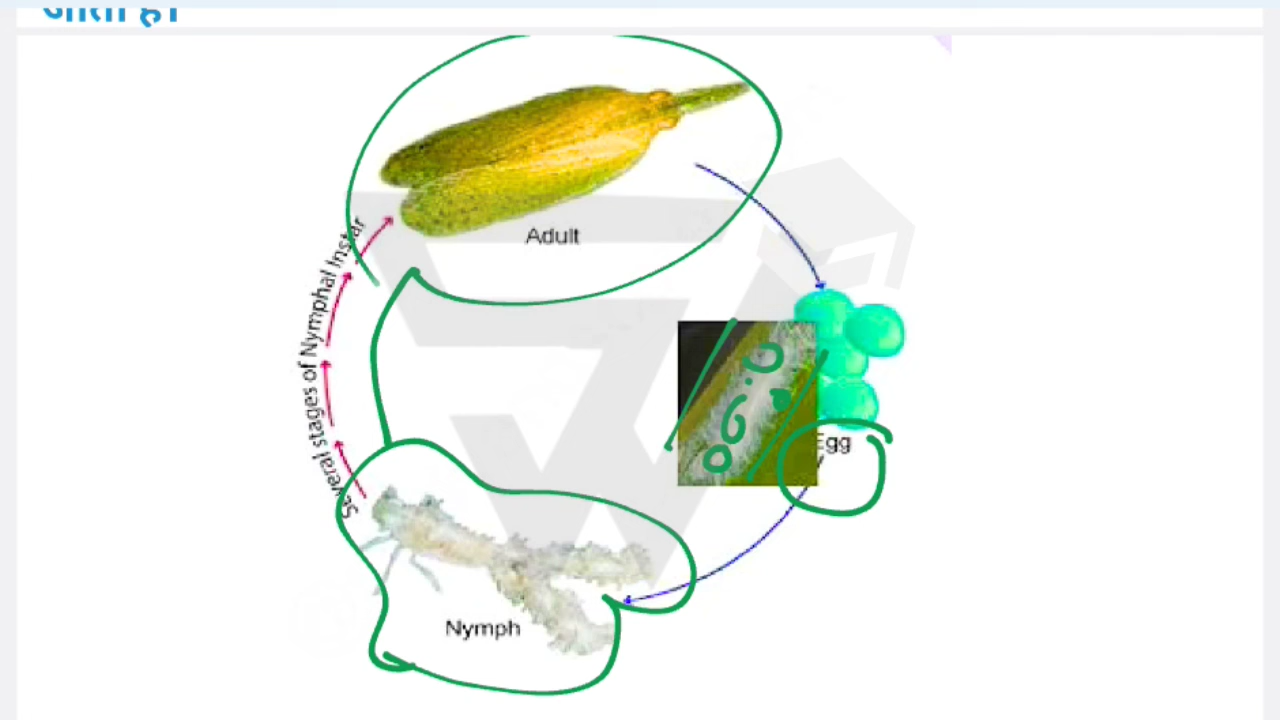 जाता है।
Adult
Several stages of Nymphal Instar
Egg
Nymph